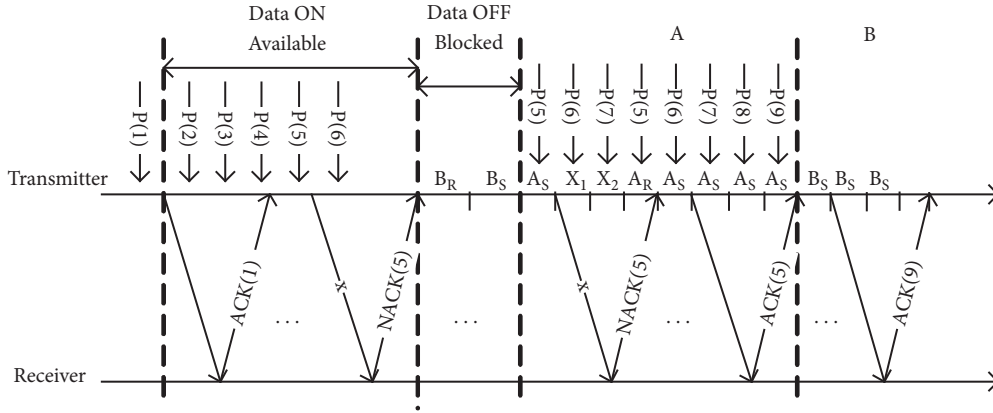 Data ON
Available
Data OFF
Blocked
A
B
P(1)
P(2)
P(3)
P(4)
P(5)
P(6)
P(5)
P(6)
P(7)
P(5)
P(6)
P(7)
P(8)
P(9)
Transmitter
B_R
B_S
A_S
X_1
X_2
A_R
A_S
A_S
A_S
A_S
B_S
B_S
B_S
ACK(1)
...
x
NACK(5)
...
x
NACK(5)
...
ACK(5)
...
ACK(9)
Receiver